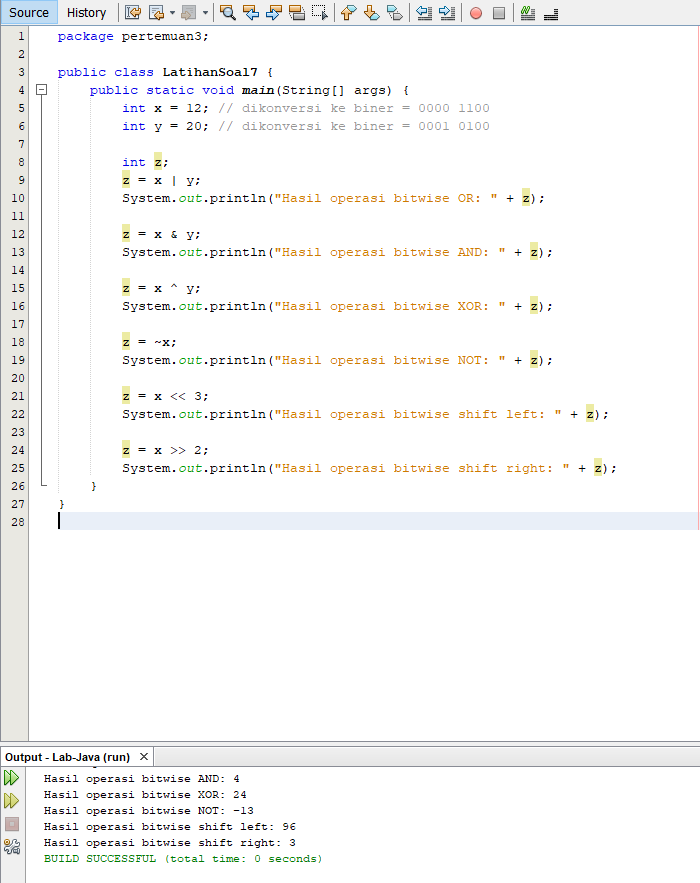 Source History
1 package pertemuan3;
2
3 public class LatihanSoal7 {
4 public static void main(String[] args) {
5 int x = 12; // dikonversi ke biner = 0000 1100
6 int y = 20; // dikonversi ke biner = 0001 0100
7
8 int z;
9 z = x | y;
10 System.out.println("Hasil operasi bitwise OR: " + z);
11
12 z = x & y;
13 System.out.println("Hasil operasi bitwise AND: " + z);
14
15 z = x ^ y;
16 System.out.println("Hasil operasi bitwise XOR: " + z);
17
18 z = ~x;
19 System.out.println("Hasil operasi bitwise NOT: " + z);
20
21 z = x << 3;
22 System.out.println("Hasil operasi bitwise shift left: " + z);
23
24 z = x >> 2;
25 System.out.println("Hasil operasi bitwise shift right: " + z);
26 }
27 }
28
Output - Lab-Java (run) ×
Hasil operasi bitwise AND: 4
Hasil operasi bitwise XOR: 24
Hasil operasi bitwise NOT: -13
Hasil operasi bitwise shift left: 96
Hasil operasi bitwise shift right: 3
BUILD SUCCESSFUL (total time: 0 seconds)